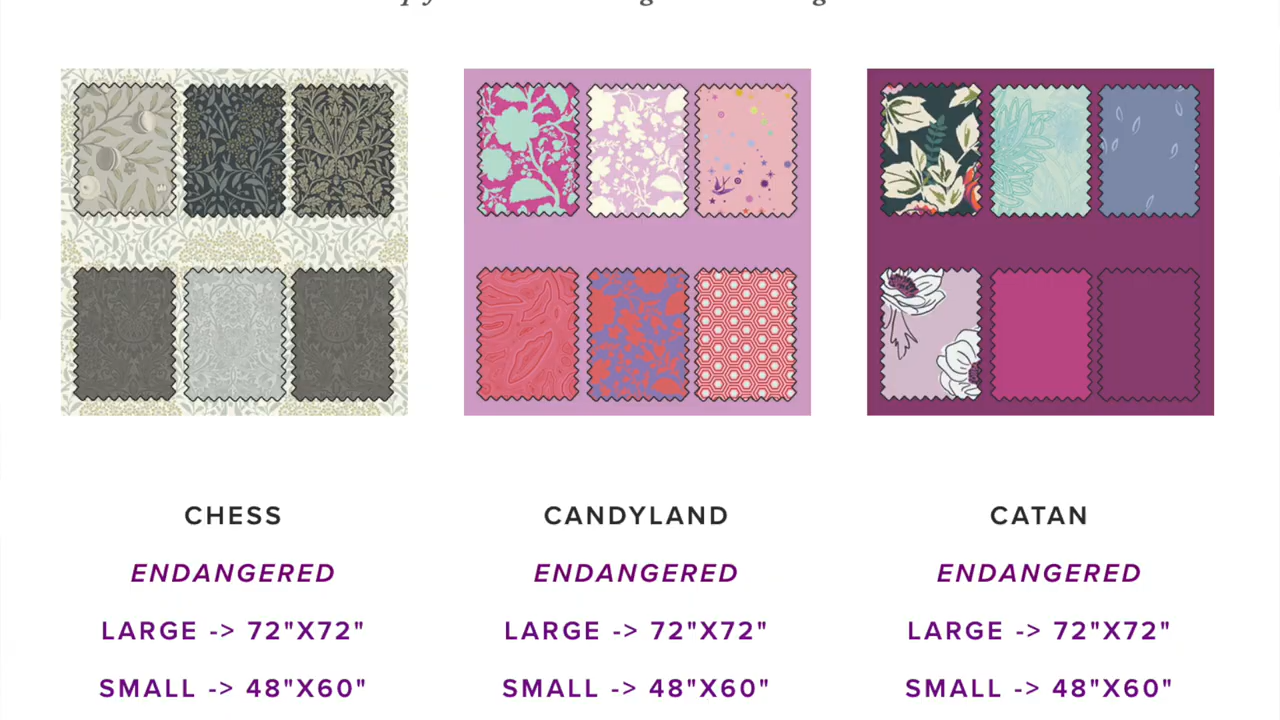 CHESS
ENDANGERED
LARGE -> 72"X72"
SMALL -> 48"X60"
CANDYLAND
ENDANGERED
LARGE -> 72"X72"
SMALL -> 48"X60"
CATAN
ENDANGERED
LARGE -> 72"X72"
SMALL -> 48"X60"